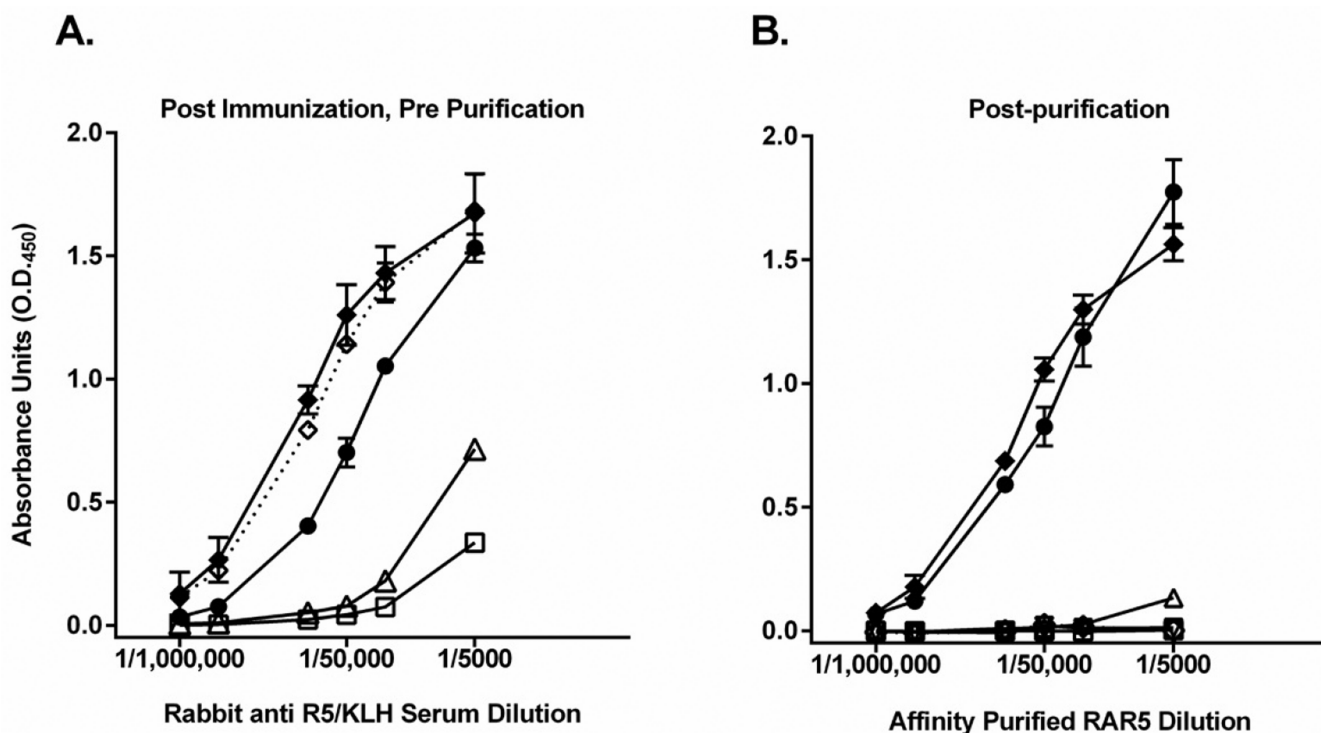 A.
Post Immunization, Pre Purification
2.0
1.5
1.0
0.5
0.0
Absorbance Units (O.D.450)
1/1,000,000 1/50,000 1/5000
Rabbit anti R5/KLH Serum Dilution
B.
Post-purification
2.0
1.5
1.0
0.5
0.0
1/1,000,000 1/50,000 1/5000
Affinity Purified RAR5 Dilution